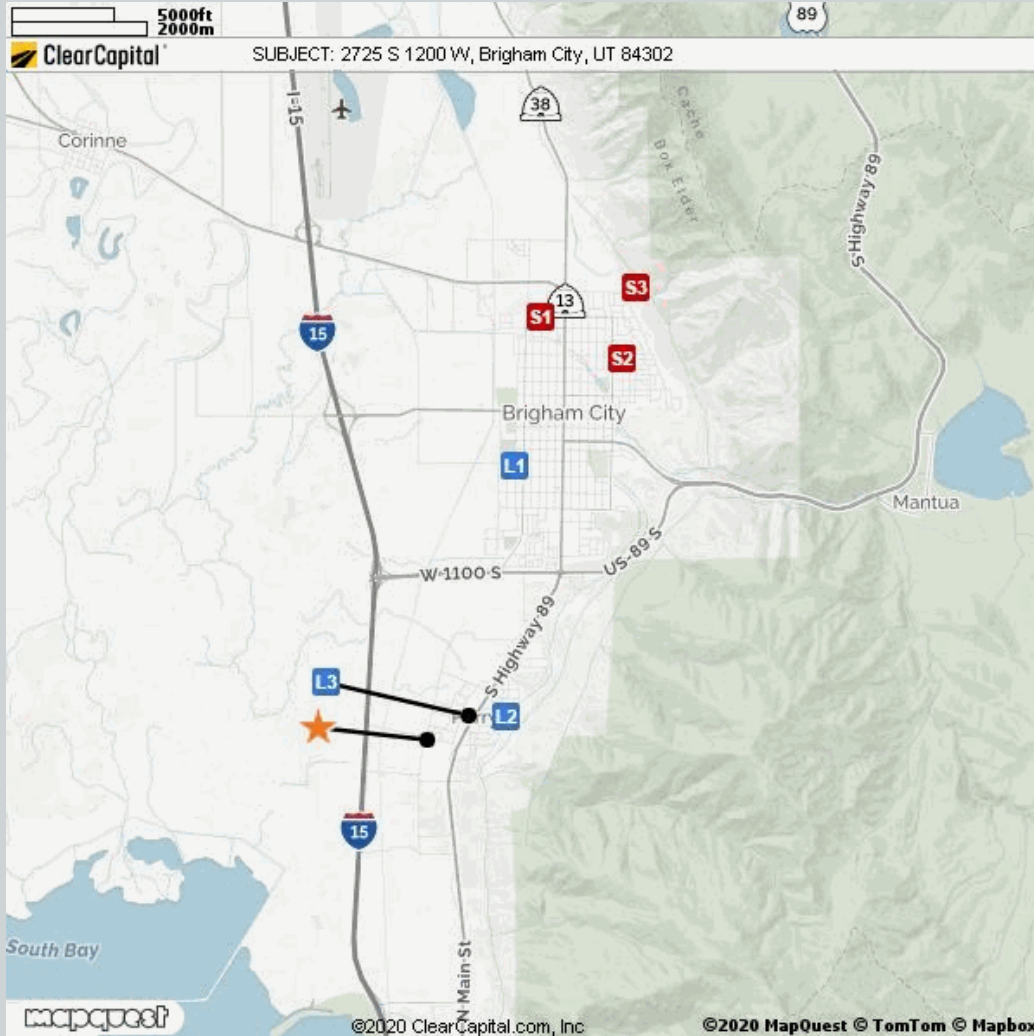 5000ft
2000m
89
ClearCapital
SUBJECT: 2725 S 1200 W, Brigham City, UT 84302
I-15
38
Cache
Box Elder
Corinne
S Highway 89
S3
13
S1
15
S2
Brigham City
L1
Mantua
US-89 S
W 1100 S
S Highway 89
L3
L2
15
South Bay
N Main St
mapquest
©2020 ClearCapital.com, Inc
©2020 MapQuest © TomTom © Mapbox